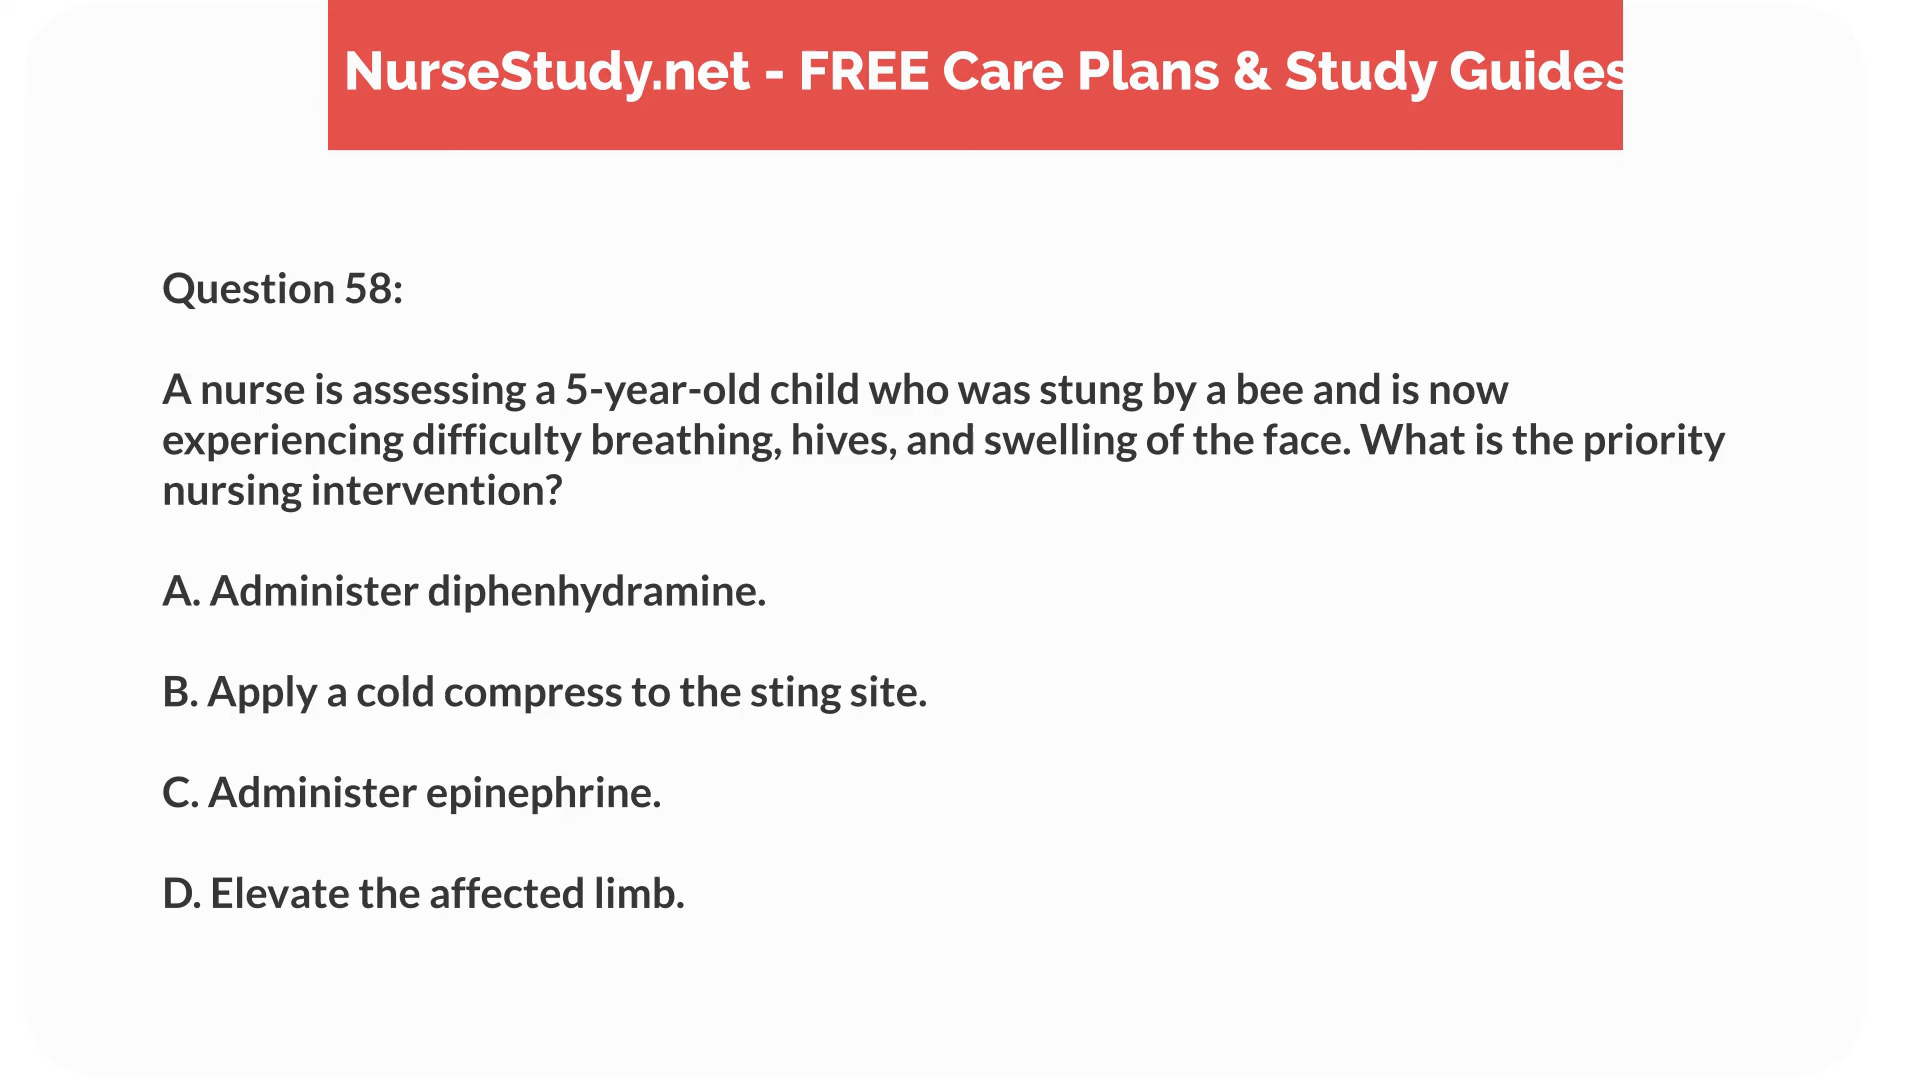 NurseStudy.net - FREE Care Plans & Study Guides
Question 58:
A nurse is assessing a 5-year-old child who was stung by a bee and is now
experiencing difficulty breathing, hives, and swelling of the face. What is the priority
nursing intervention?
A. Administer diphenhydramine.
B. Apply a cold compress to the sting site.
C. Administer epinephrine.
D. Elevate the affected limb.